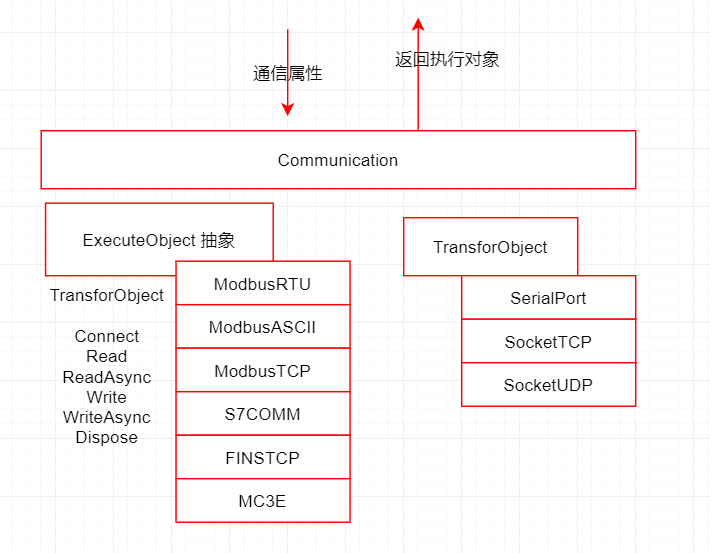 通信属性
返回执行对象
Communication
ExecuteObject 抽象
TransforObject
Connect
Read
ReadAsync
Write
WriteAsync
Dispose
ModbusRTU
ModbusASCII
ModbusTCP
S7COMM
FINSTCP
MC3E
TransforObject
SerialPort
SocketTCP
SocketUDP